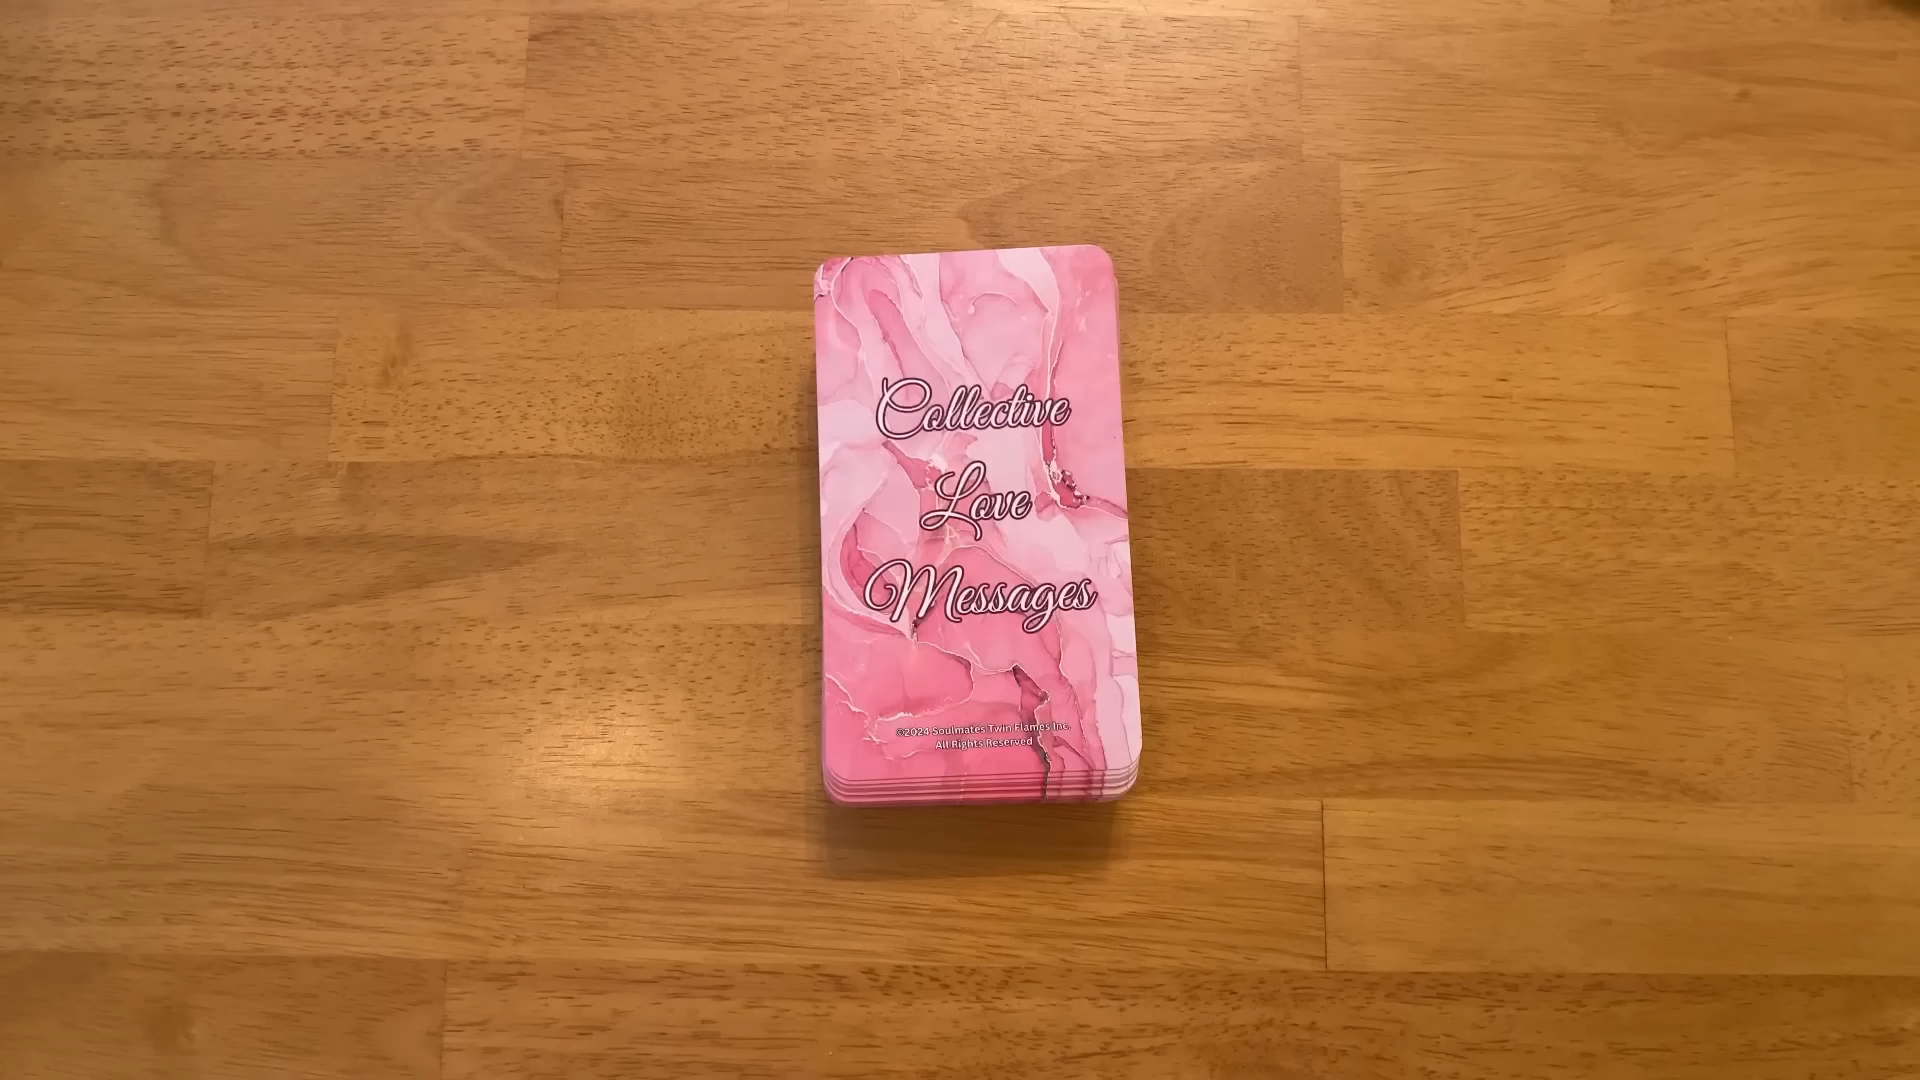 Collective
Love
Messages
©2024 Soulmates Twin Flames Inc.
All Rights Reserved